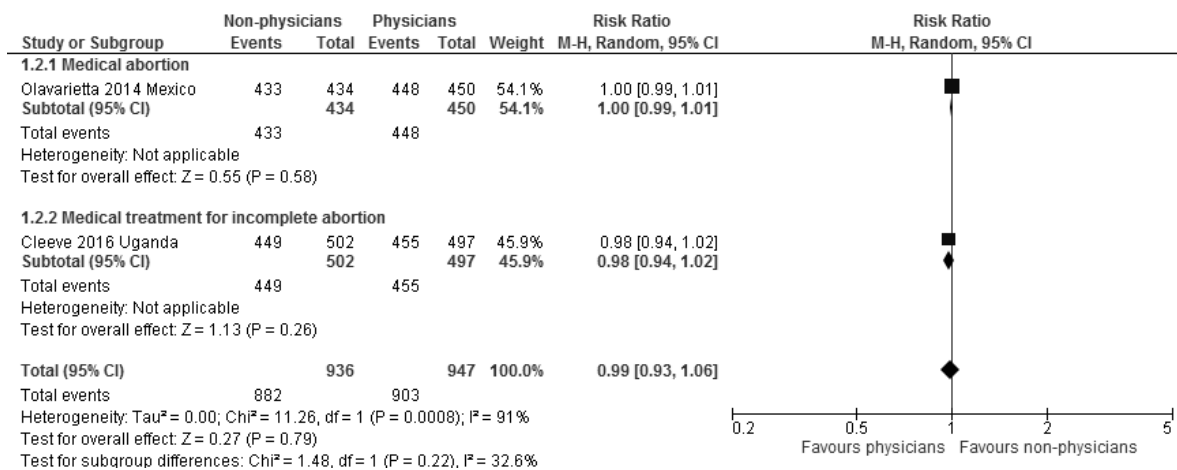 Non-physicians Physicians Risk Ratio Risk Ratio
Study or Subgroup Events Total Events Total Weight M-H, Random, 95% CI M-H, Random, 95% CI
1.2.1 Medical abortion
Olavarietta 2014 Mexico 433 434 448 450 54.1% 1.00 [0.99, 1.01]
Subtotal (95% CI) 434 450 54.1% 1.00 [0.99, 1.01]
Total events 433 448
Heterogeneity: Not applicable
Test for overall effect: Z = 0.55 (P = 0.58)
1.2.2 Medical treatment for incomplete abortion
Cleeve 2016 Uganda 449 502 455 497 45.9% 0.98 [0.94, 1.02]
Subtotal (95% CI) 502 497 45.9% 0.98 [0.94, 1.02]
Total events 449 455
Heterogeneity: Not applicable
Test for overall effect: Z = 1.13 (P = 0.26)
Total (95% CI) 936 947 100.0% 0.99 [0.93, 1.06]
Total events 882 903
Heterogeneity: Tau² = 0.00; Chi² = 11.26, df = 1 (P = 0.0008); I² = 91%
Test for overall effect: Z = 0.27 (P = 0.79)
Test for subgroup differences: Chi² = 1.48, df = 1 (P = 0.22), I² = 32.6%
0.2 0.5 1 2 5
Favours physicians Favours non-physicians